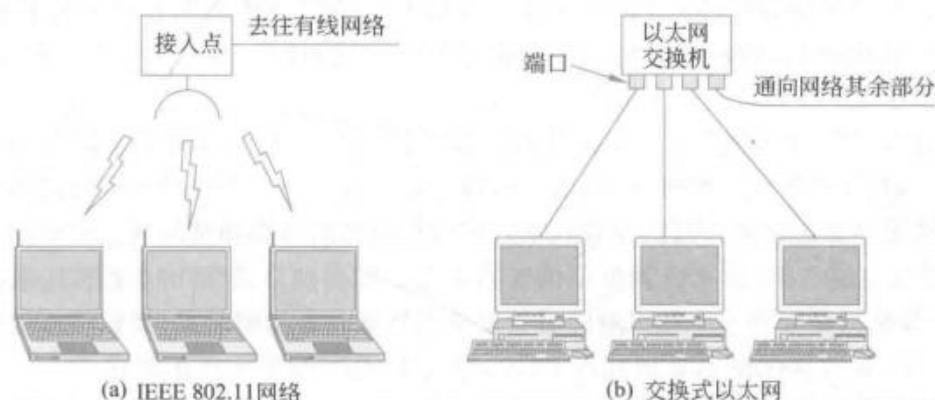 接入点
去往有线网络
以太网
交换机
端口
通向网络其余部分
(a) IEEE 802.11网络
(b) 交换式以太网